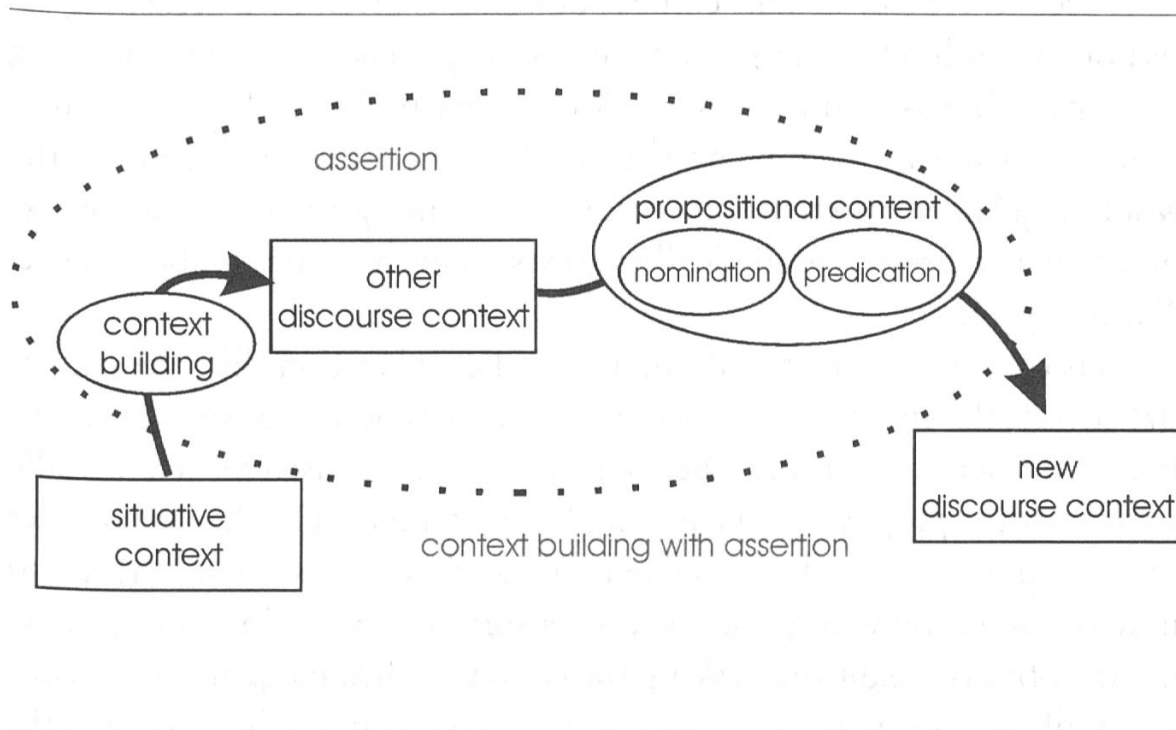 assertion
propositional content
nomination
predication
other
discourse context
context
building
situative
context
new
discourse context
context building with assertion